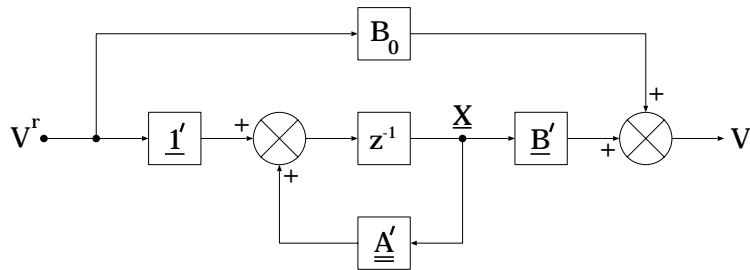 B₀
+
Vʳ
1′
+
+
z⁻¹
X
B′
+
V
A′